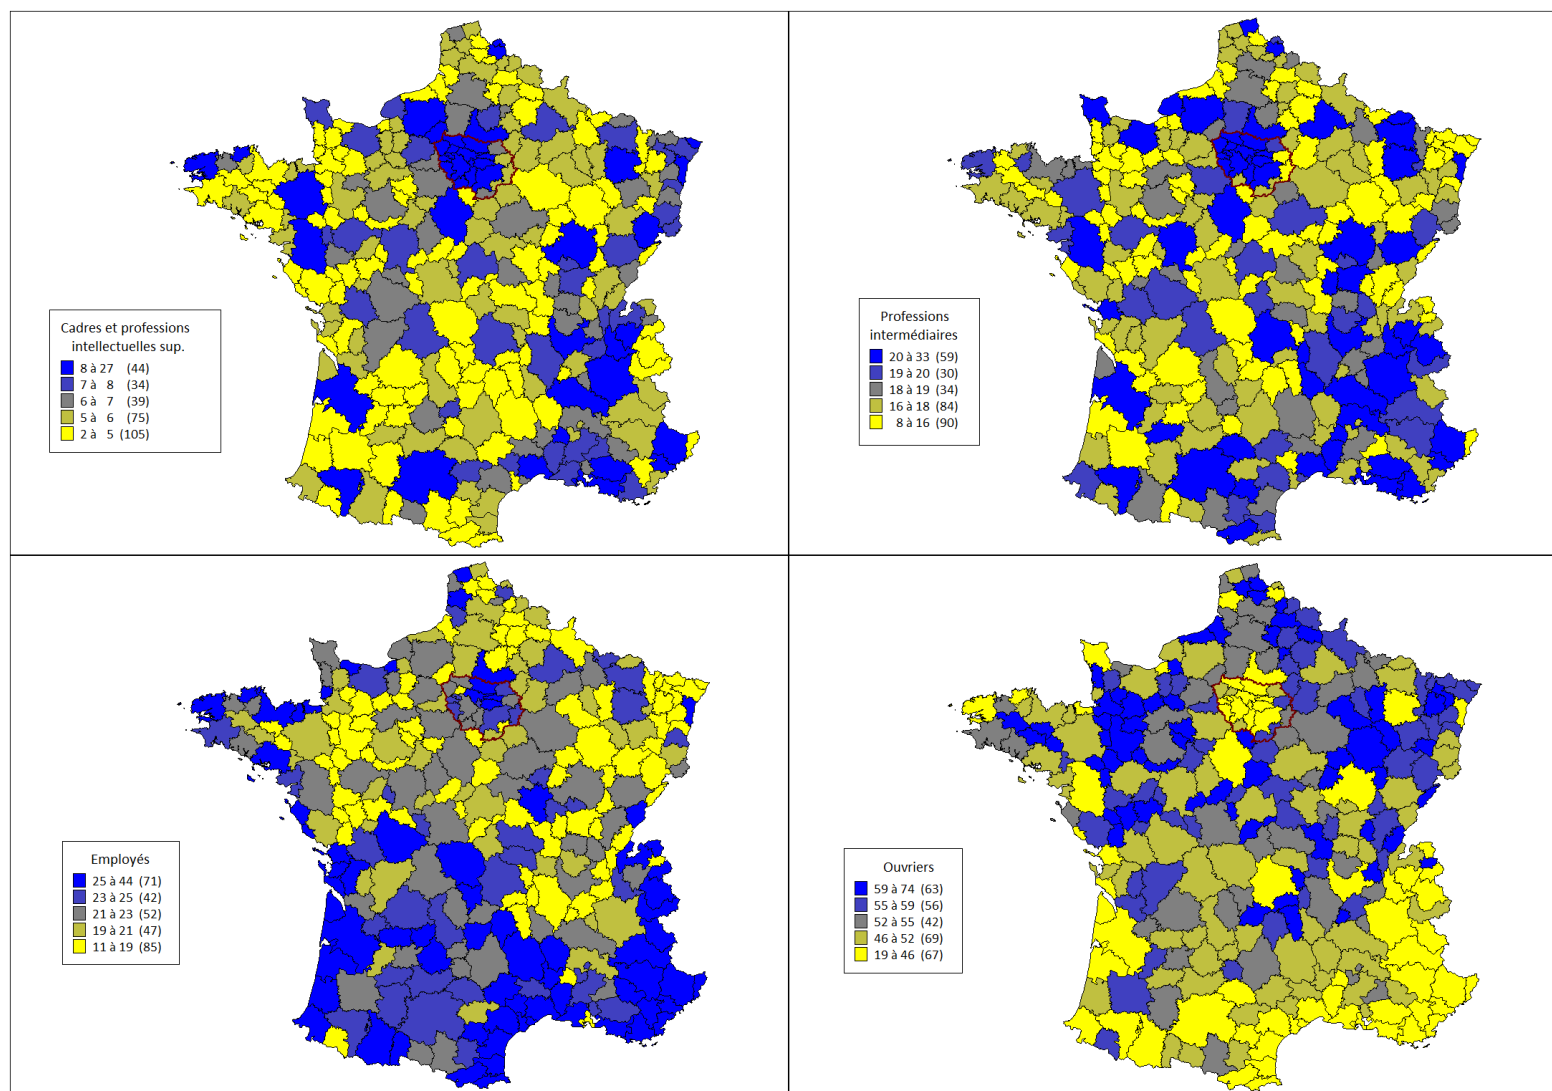 Cadres et professions
intellectuelles sup.
8 à 27 (44)
7 à 8 (34)
6 à 7 (39)
5 à 6 (75)
2 à 5 (105)
Professions
intermédiaires
20 à 33 (59)
19 à 20 (30)
18 à 19 (34)
16 à 18 (84)
8 à 16 (90)
Employés
25 à 44 (71)
23 à 25 (42)
21 à 23 (52)
19 à 21 (47)
11 à 19 (85)
Ouvriers
59 à 74 (63)
55 à 59 (56)
52 à 55 (42)
46 à 52 (69)
19 à 46 (67)